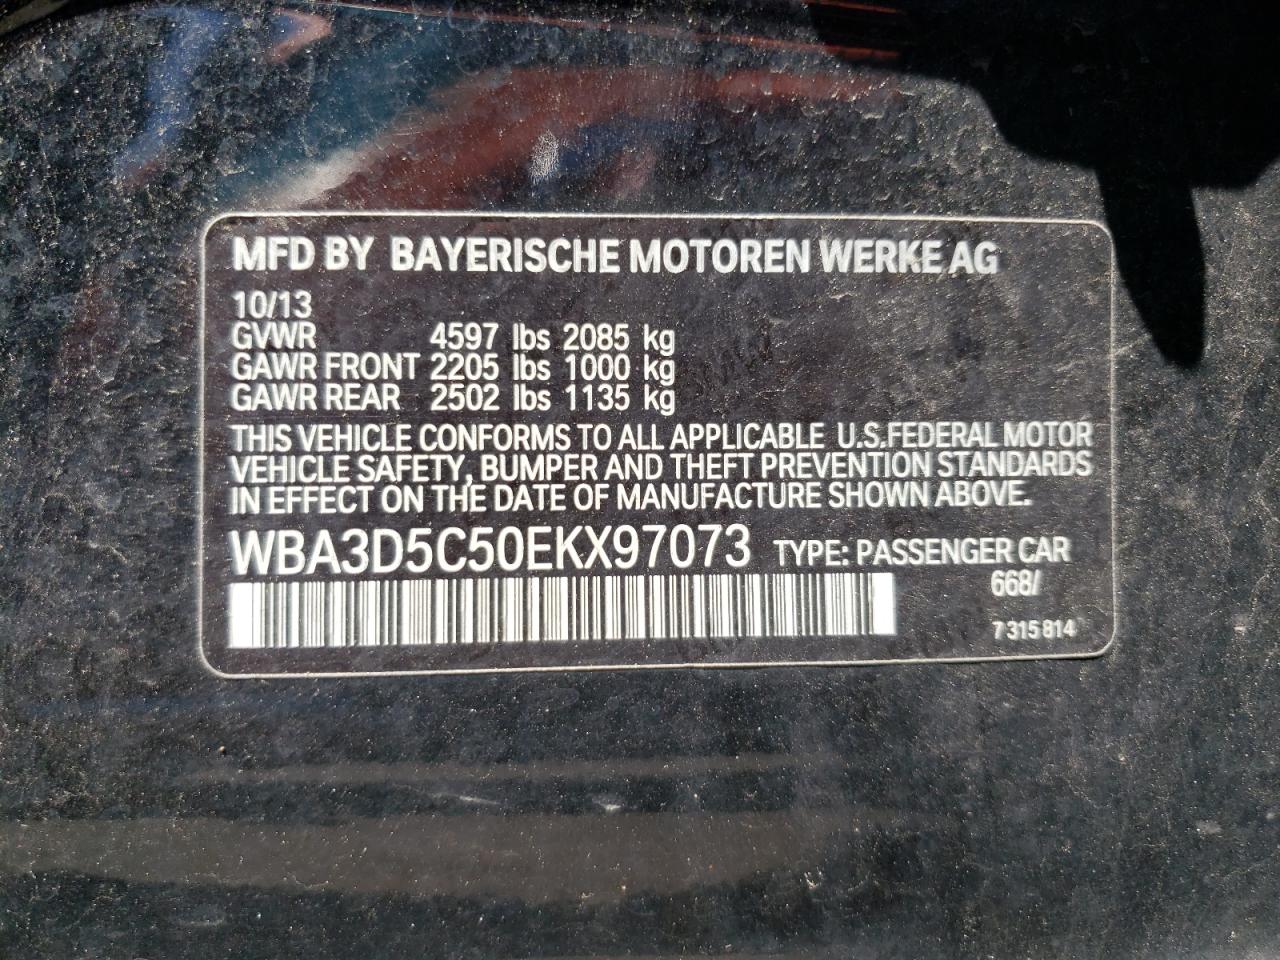 MFD BY BAYERISCHE MOTOREN WERKE AG
10/13
GVWR 4597 lbs 2085 kg
GAWR FRONT 2205 lbs 1000 kg
GAWR REAR 2502 lbs 1135 kg
THIS VEHICLE CONFORMS TO ALL APPLICABLE U.S.FEDERAL MOTOR
VEHICLE SAFETY, BUMPER AND THEFT PREVENTION STANDARDS
IN EFFECT ON THE DATE OF MANUFACTURE SHOWN ABOVE.
WBA3D5C50EKX97073 TYPE: PASSENGER CAR
668/
7 315 814